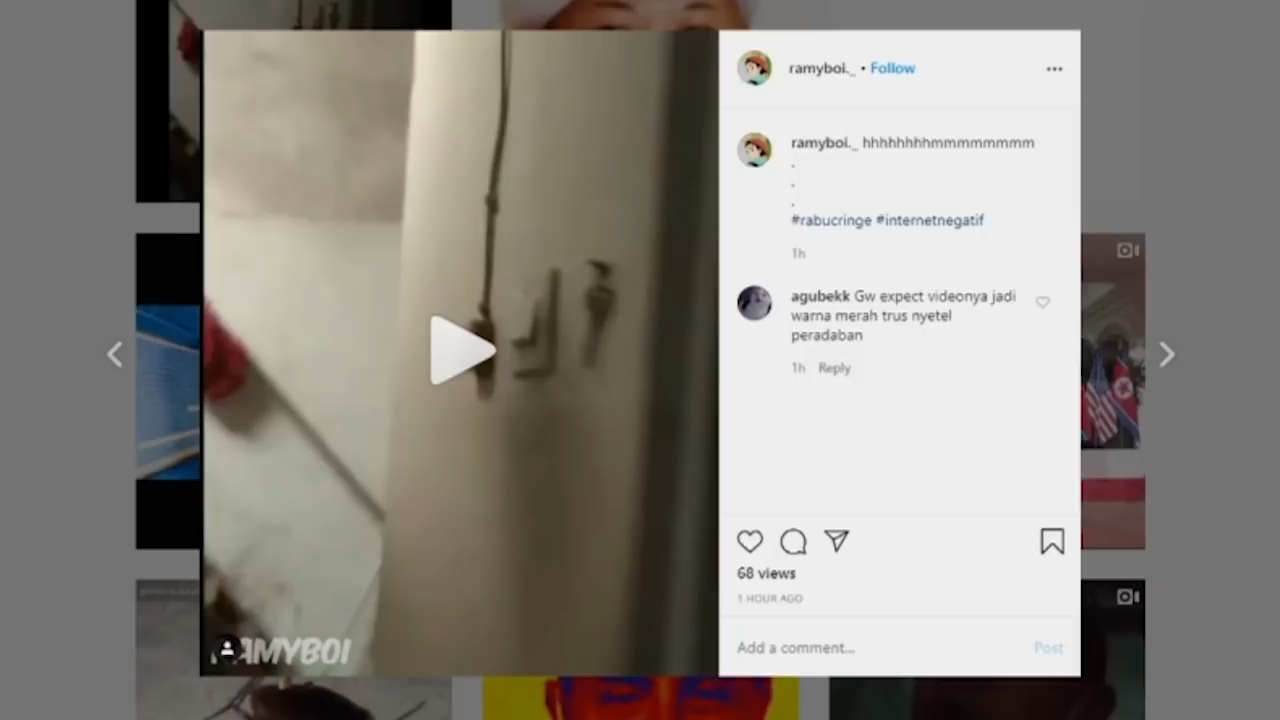 ramyboi._ • Follow
ramyboi._ hhhhhhhhmmmmmmmmm
.
.
.
#rabucringe #internetnegatif
1h
agubekk Gw expect videonya jadi
warna merah trus nyetel
peradaban
1h Reply
68 views
1 HOUR AGO
Add a comment... Post
AMYBOI